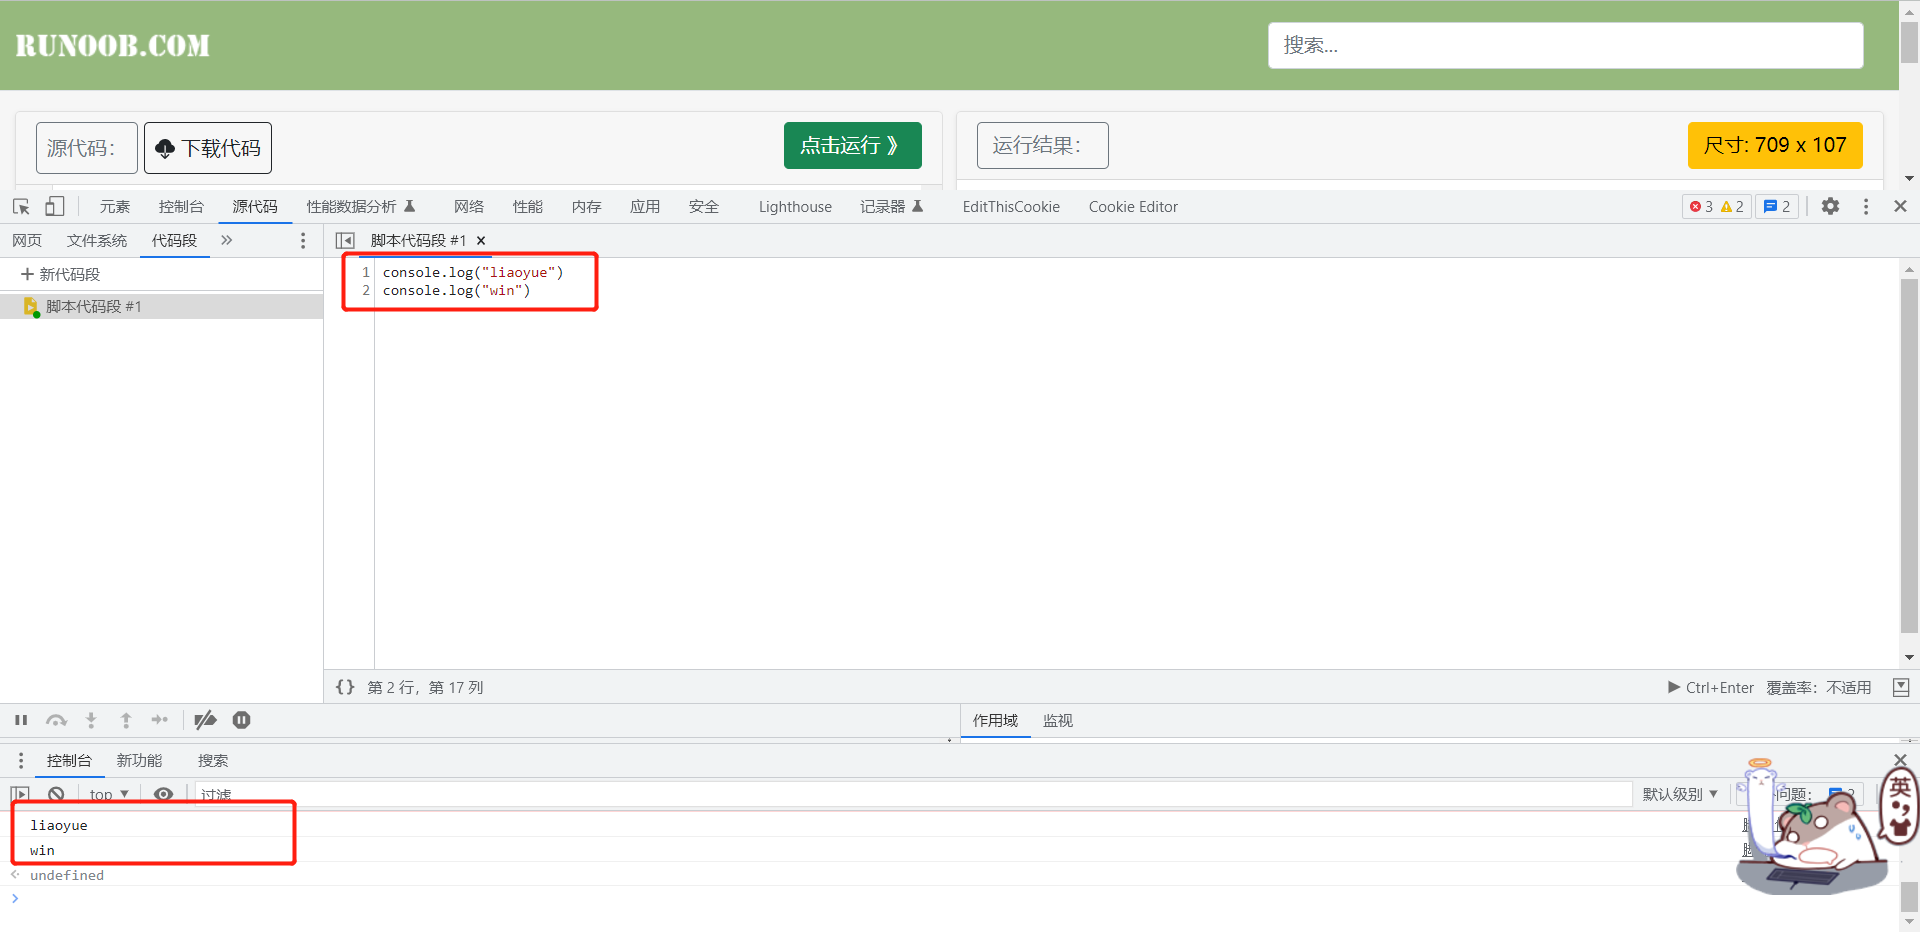 RUNOOB.COM
搜索...
源代码：
下载代码
点击运行 》
运行结果：
尺寸: 709 x 107
元素 控制台 源代码 性能数据分析 网络 性能 内存 应用 安全 Lighthouse 记录器 EditThisCookie Cookie Editor 3 2 2
网页 文件系统 代码段 » 脚本代码段 #1 ×
新代码段
脚本代码段 #1
1 console.log("liaoyue")
2 console.log("win")
{} 第 2 行，第 17 列 Ctrl+Enter 覆盖率：不适用
作用域 监视
控制台 新功能 搜索
top 过滤 默认级别 问题： 2
liaoyue
win
undefined
英